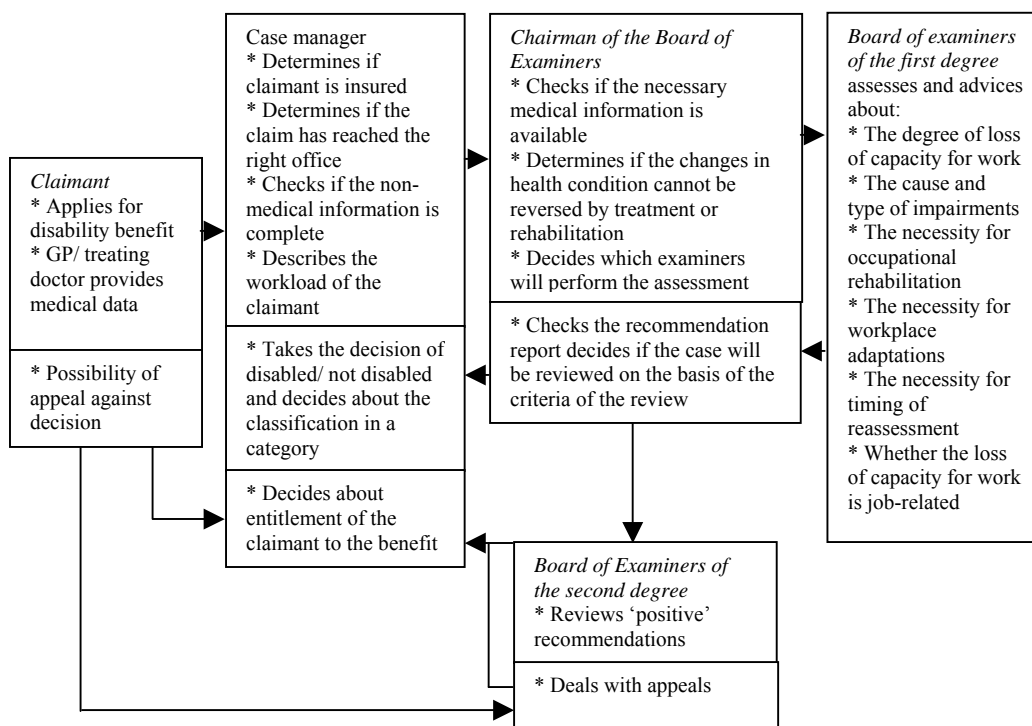 Claimant
* Applies for
disability benefit
* GP/ treating
doctor provides
medical data
* Possibility of
appeal against
decision
Case manager
* Determines if
claimant is insured
* Determines if the
claim has reached the
right office
* Checks if the non-
medical information is
complete
* Describes the
workload of the
claimant
* Takes the decision of
disabled/ not disabled
and decides about the
classification in a
category
* Decides about
entitlement of the
claimant to the benefit
Chairman of the Board of
Examiners
* Checks if the necessary
medical information is
available
* Determines if the changes in
health condition cannot be
reversed by treatment or
rehabilitation
* Decides which examiners
will perform the assessment
* Checks the recommendation
report decides if the case will
be reviewed on the basis of the
criteria of the review
Board of examiners
of the first degree
assesses and advices
about:
* The degree of loss
of capacity for work
* The cause and
type of impairments
* The necessity for
occupational
rehabilitation
* The necessity for
workplace
adaptations
* The necessity for
timing of
reassessment
* Whether the loss
of capacity for work
is job-related
Board of Examiners of
the second degree
* Reviews ‘positive’
recommendations
* Deals with appeals